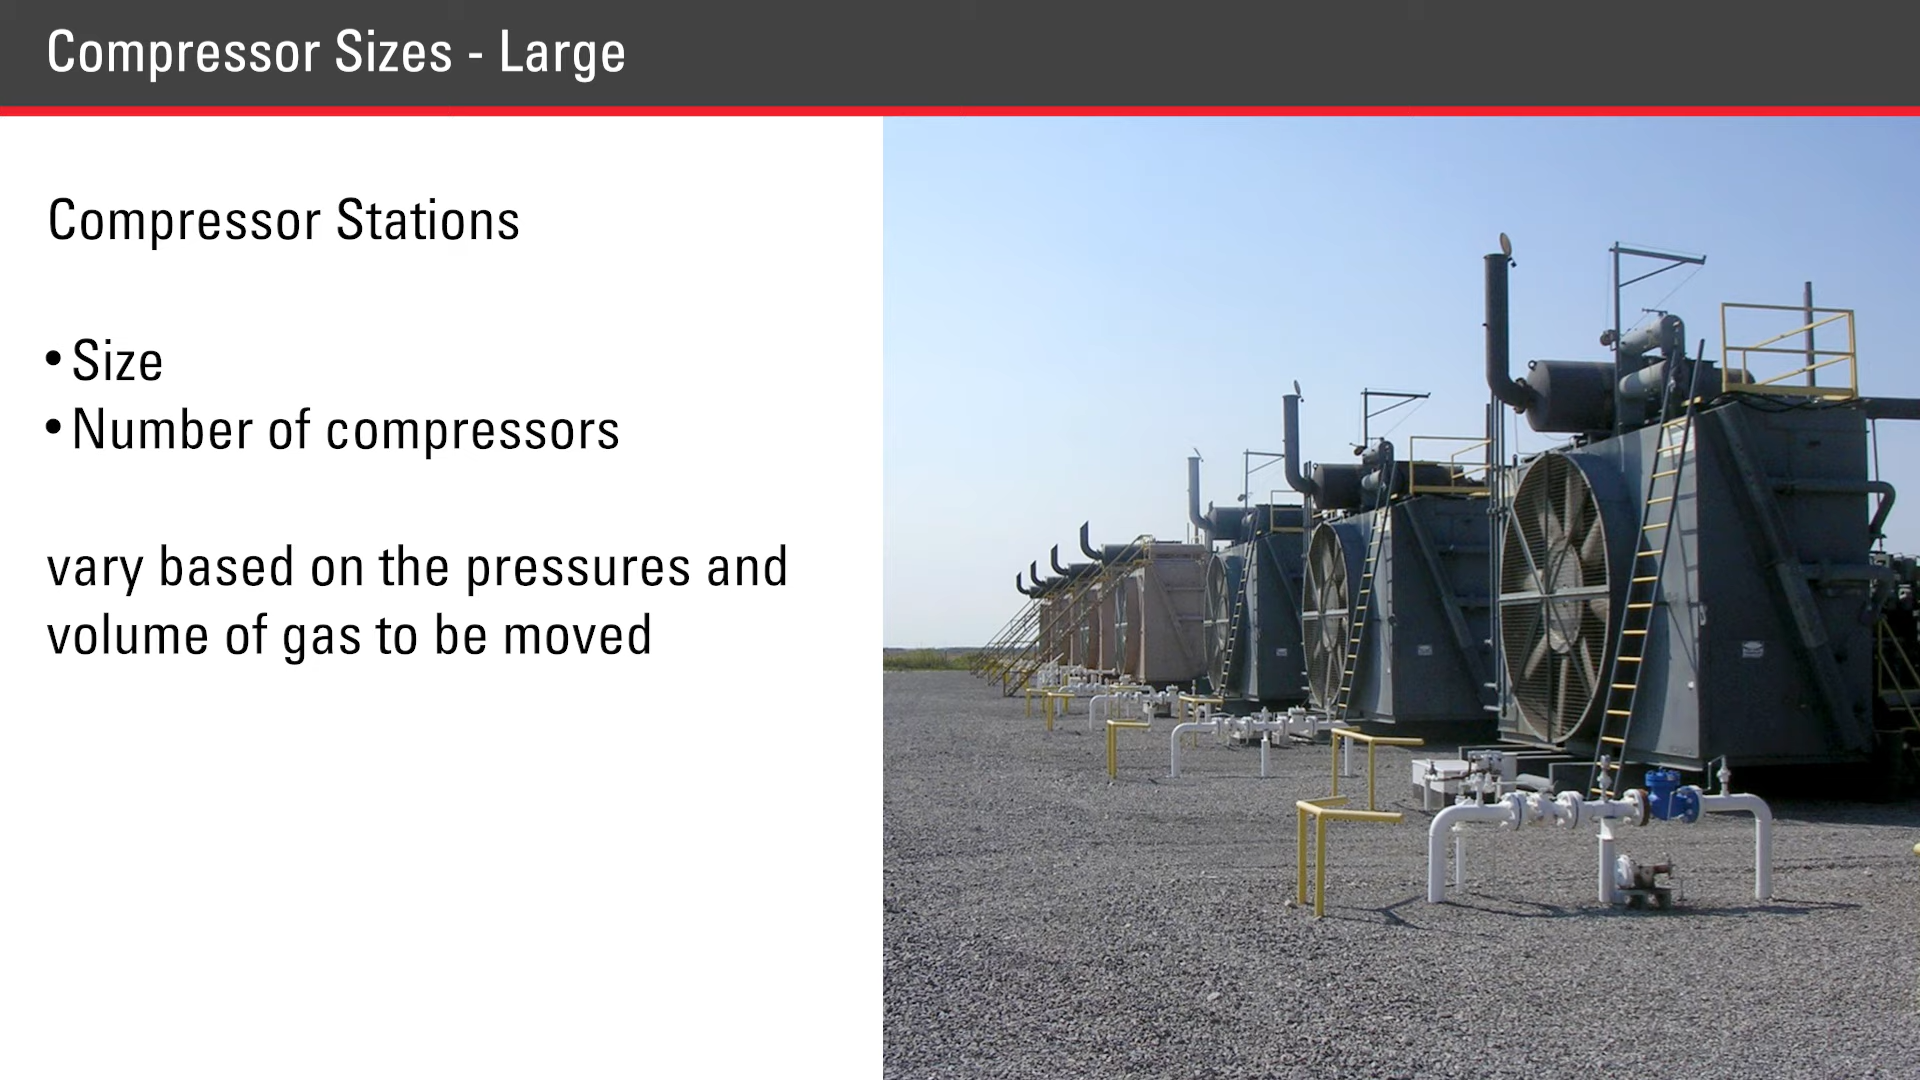 Compressor Sizes - Large
Compressor Stations
• Size
• Number of compressors
vary based on the pressures and
volume of gas to be moved